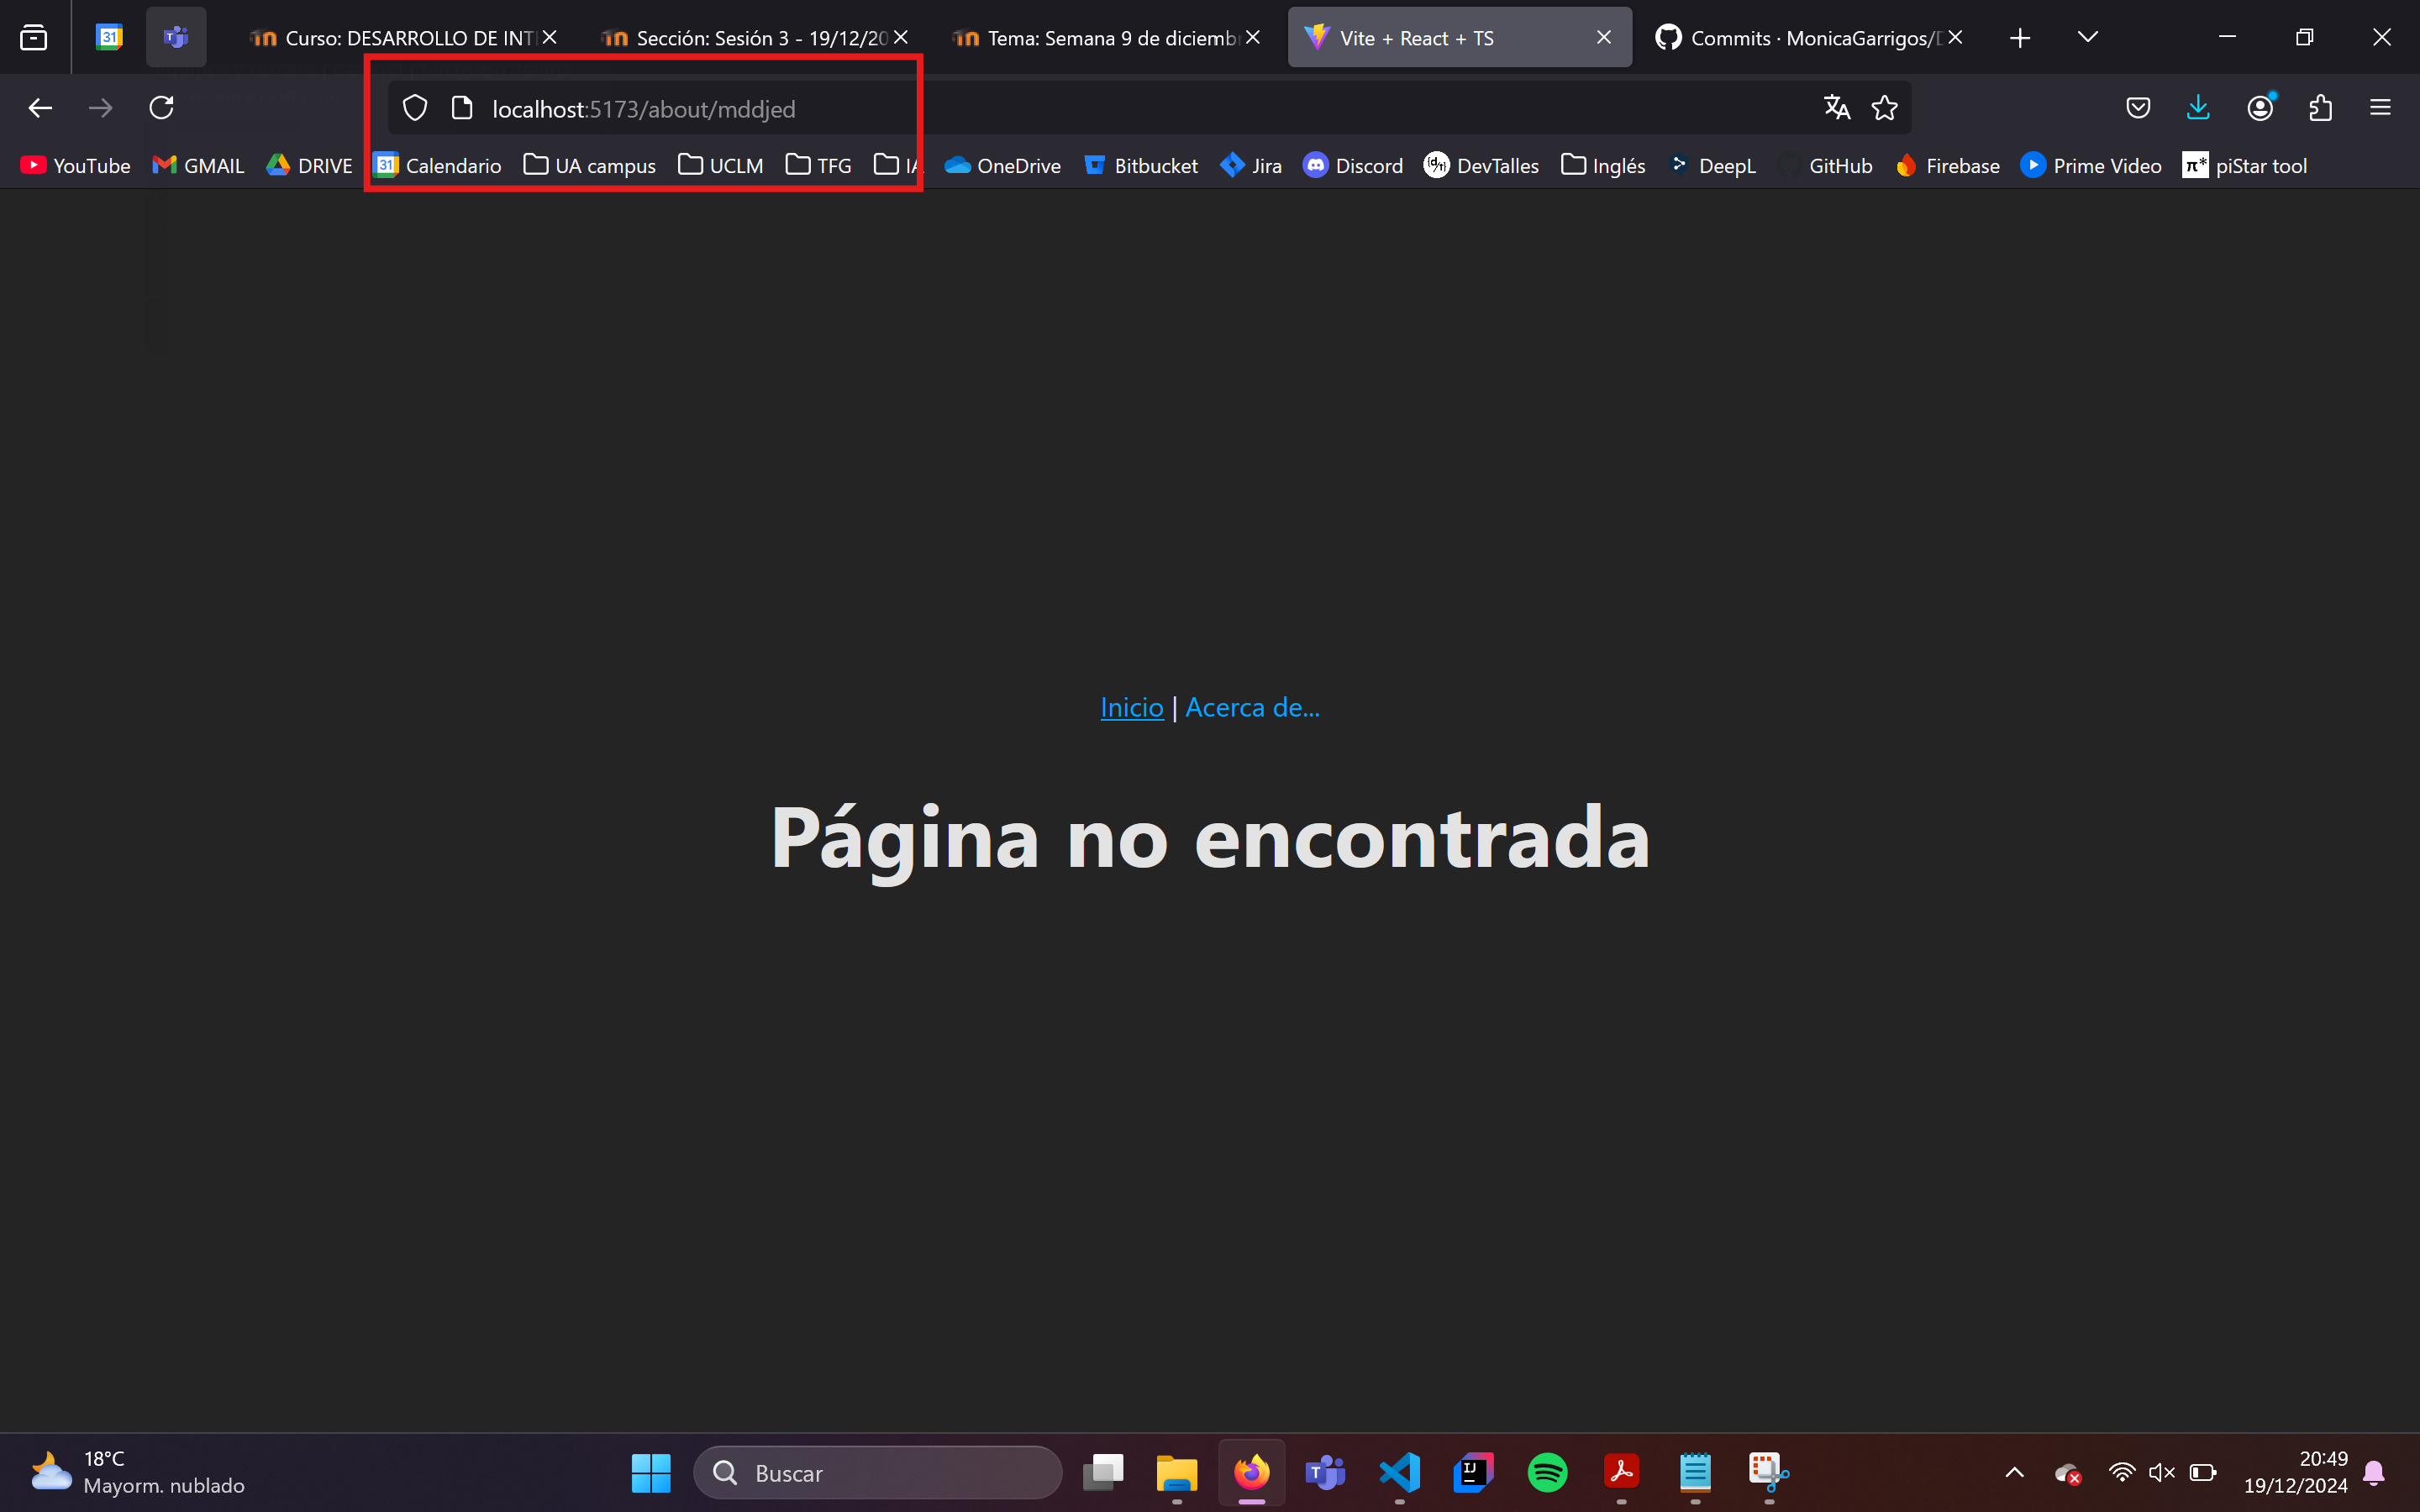 Curso: DESARROLLO DE INT
Sección: Sesión 3 - 19/12/20
Tema: Semana 9 de diciembr
Vite + React + TS
Commits · MonicaGarrigos/D
localhost:5173/about/mddjed
YouTube
GMAIL
DRIVE
Calendario
UA campus
UCLM
TFG
IA
OneDrive
Bitbucket
Jira
Discord
DevTalles
Inglés
DeepL
GitHub
Firebase
Prime Video
piStar tool
Inicio | Acerca de...
Página no encontrada
18°C
Mayorm. nublado
Buscar
20:49
19/12/2024